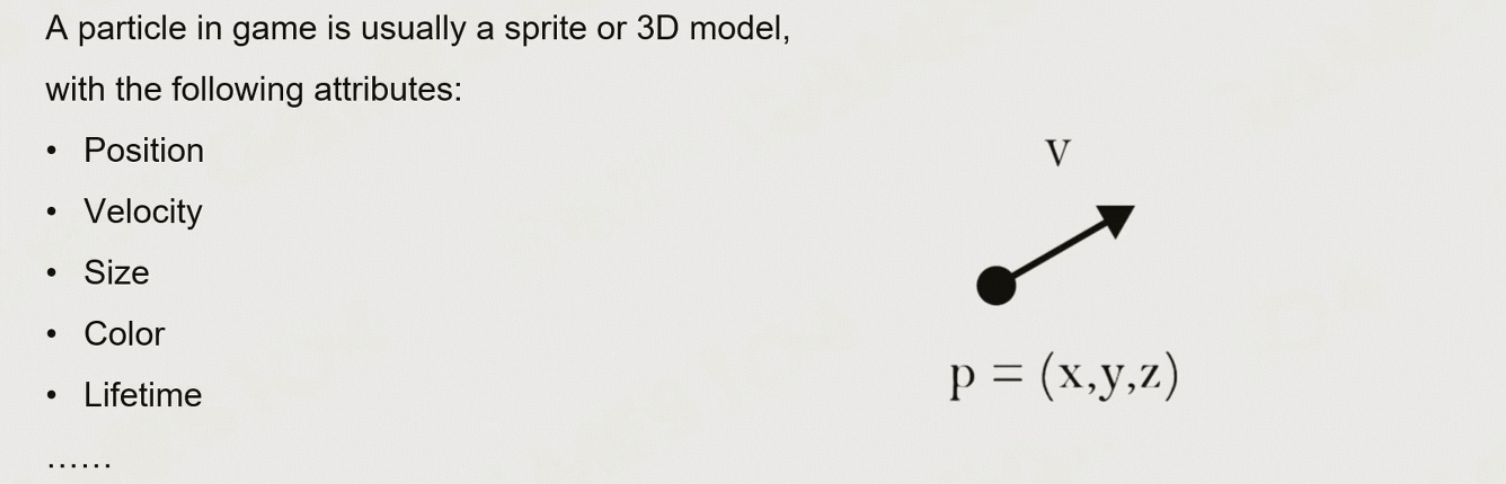 A particle in game is usually a sprite or 3D model,
with the following attributes:
• Position
• Velocity
• Size
• Color
• Lifetime
……
v
p = (x,y,z)